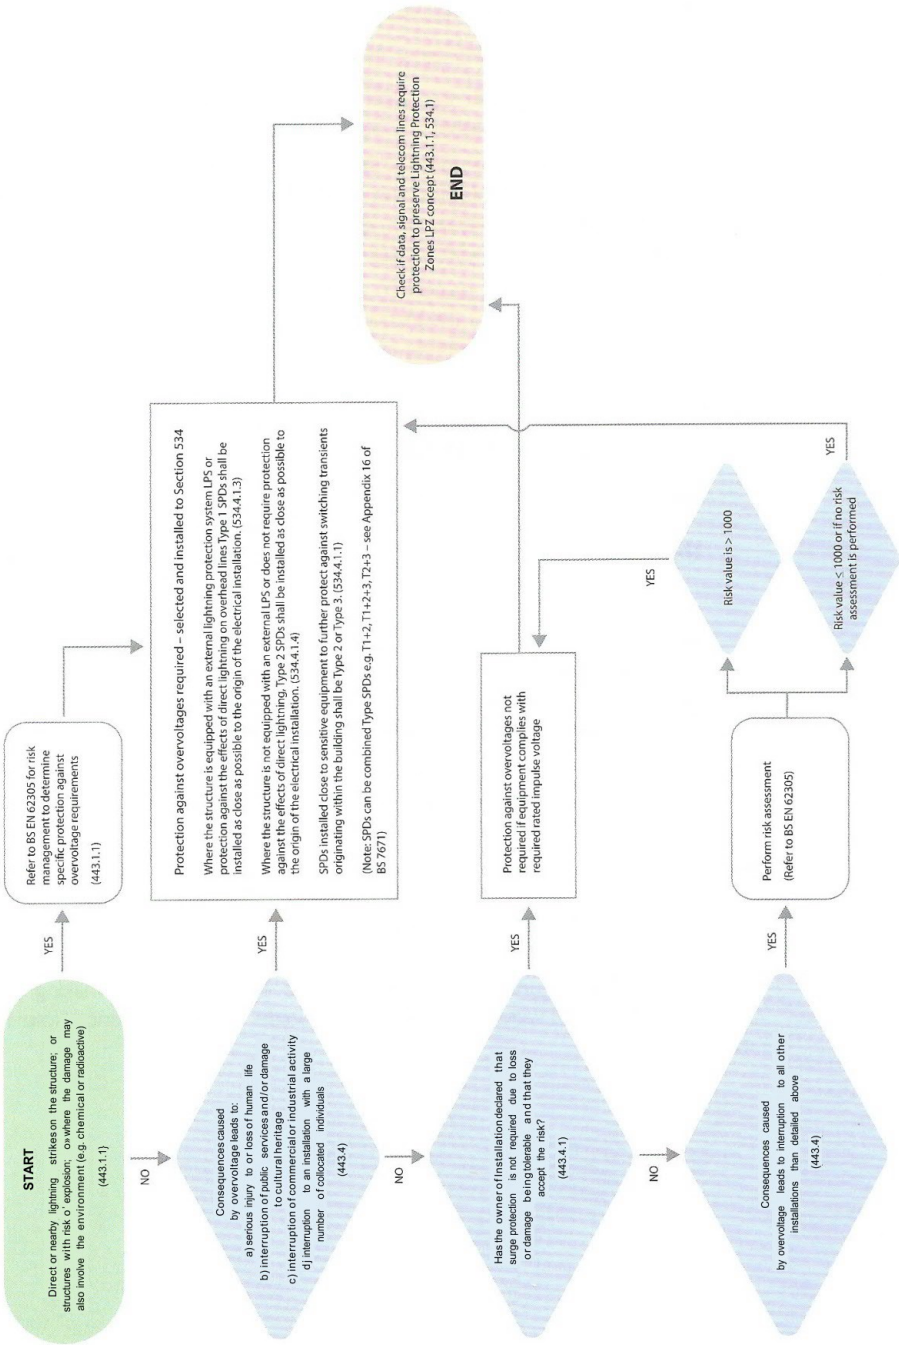 START
Direct or nearby lightning strikes on the structure; or
structures with risk o' explosion; o» where the damage may
also involve the environment (e.g. chemical or radioactive)
(443.1.1)
YES
Refer to BS EN 62305 for risk
management to determine
specific protection against
overvoltage requirements
(443.1.1)
NO
Consequences caused
by overvoltage leads to:
a) serious injury to or loss of human life
b) interruption of public services and/or damage
to cultural heritage
c) interruption of commercial or industrial activity
dj interruption to an installation with a large
number of collocated individuals
(443.4)
YES
Protection against overvoltages required – selected and installed to Section 534
Where the structure is equipped with an external lightning protection system LPS or
protection against the effects of direct lightning on overhead lines Type 1 SPDs shall be
installed as close as possible to the origin of the electrical installation. (534.4.1.3)
Where the structure is not equipped with an external LPS or does not require protection
against the effects of direct lightning, Type 2 SPDs shall be installed as close as possible to
the origin of the electrical installation. (534.4.1.4)
SPDs installed close to sensitive equipment to further protect against switching transients
originating within the building shall be Type 2 or Type 3. (534.4.1.1)
(Note: SPDs can be combined Type SPDs e.g. T1+2, T1+2+3, T2+3 – see Appendix 16 of
BS 7671)
Check if data, signal and telecom lines require
protection to preserve Lightning Protection
Zones LPZ concept (443.1.1, 534.1)
END
NO
Has the owner of Installation declared that
surge protection is not required due to loss
or damage being tolerable and that they
accept the risk?
(443.4.1)
YES
Protection against overvoltages not
required if equipment complies with
required rated impulse voltage
NO
Consequences caused
by overvoltage leads to interruption to all other
installations than detailed above
(443.4)
YES
Perform risk assessment
(Refer to BS EN 62305)
YES
Risk value is > 1000
Risk value ≤ 1000 or if no risk
assessment is performed
YES